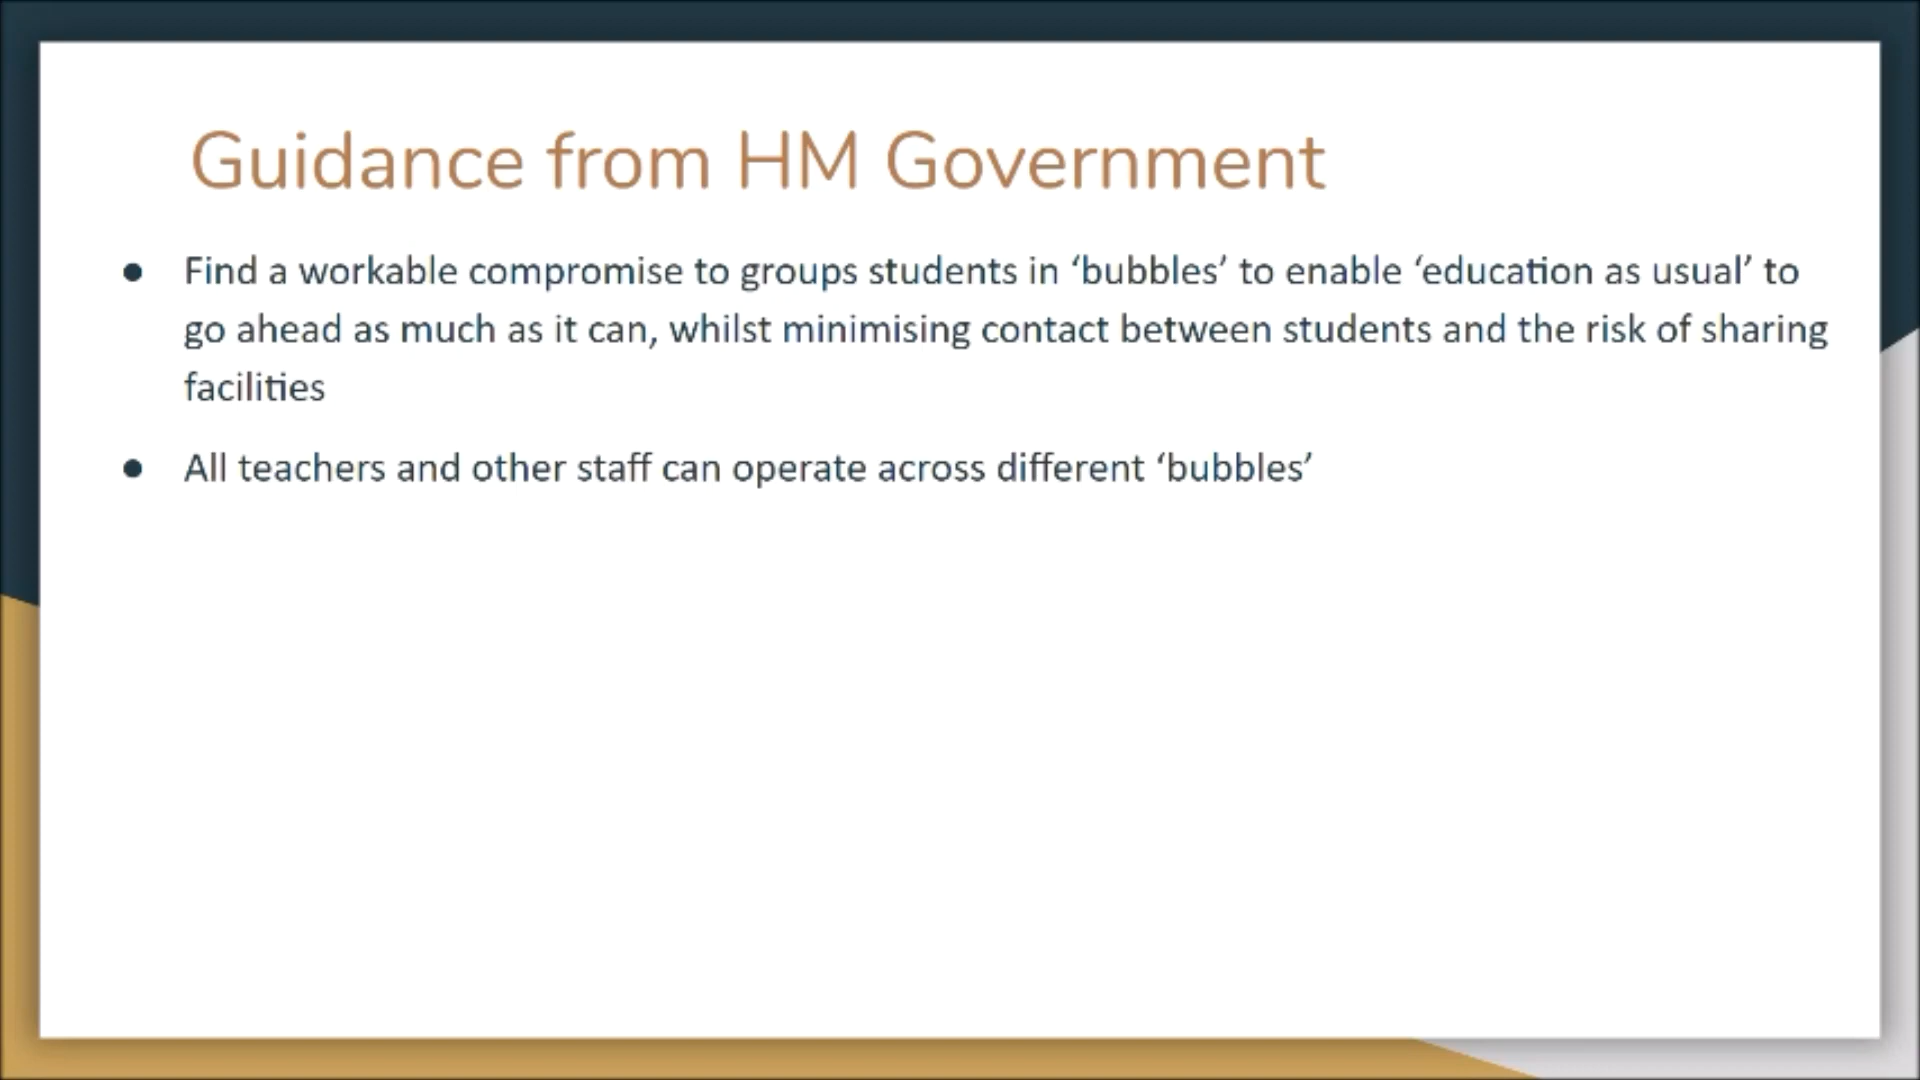 Guidance from HM Government
● Find a workable compromise to groups students in ‘bubbles’ to enable ‘education as usual’ to
go ahead as much as it can, whilst minimising contact between students and the risk of sharing
facilities
● All teachers and other staff can operate across different ‘bubbles’